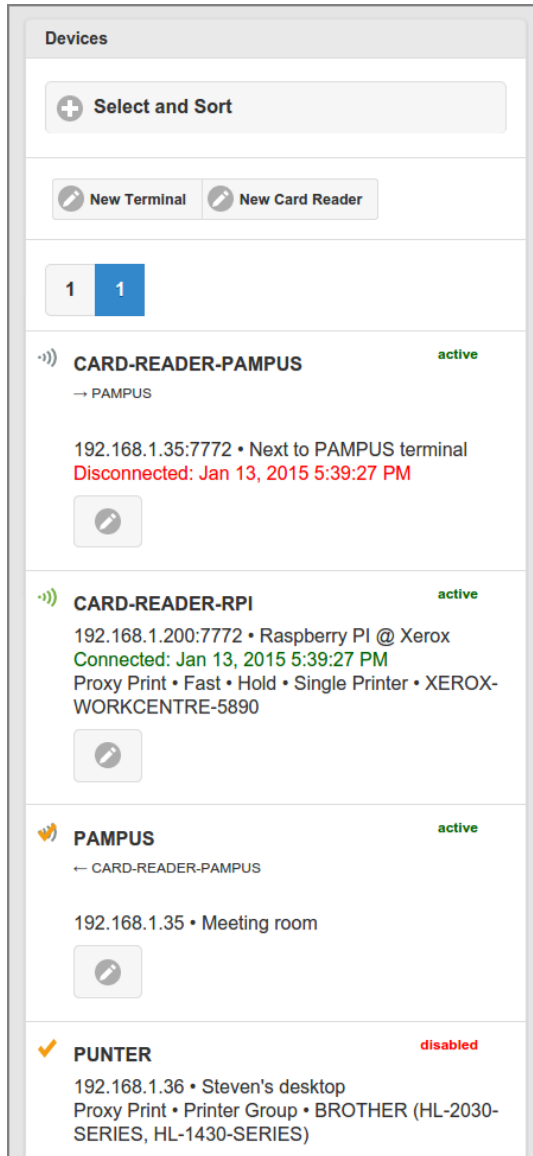 Devices
Select and Sort
New Terminal New Card Reader
1 1
CARD-READER-PAMPUS active
→ PAMPUS
192.168.1.35:7772 • Next to PAMPUS terminal
Disconnected: Jan 13, 2015 5:39:27 PM
CARD-READER-RPI active
192.168.1.200:7772 • Raspberry PI @ Xerox
Connected: Jan 13, 2015 5:39:27 PM
Proxy Print • Fast • Hold • Single Printer • XEROX-
WORKCENTRE-5890
PAMPUS active
← CARD-READER-PAMPUS
192.168.1.35 • Meeting room
PUNTER disabled
192.168.1.36 • Steven's desktop
Proxy Print • Printer Group • BROTHER (HL-2030-
SERIES, HL-1430-SERIES)